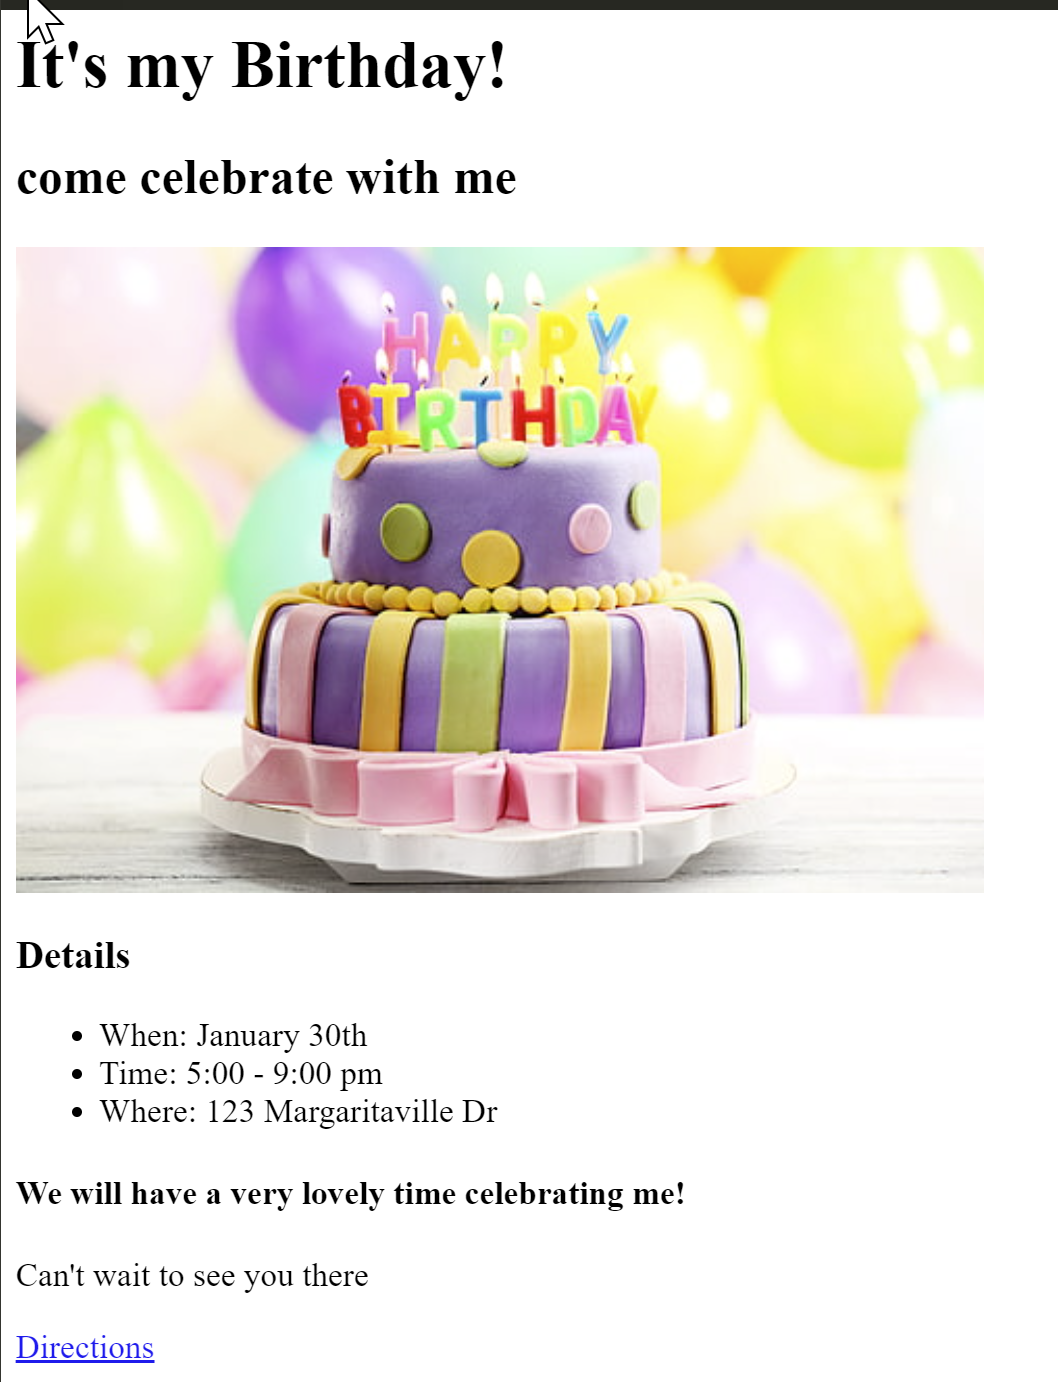 It's my Birthday!
come celebrate with me
HAPPY
BIRTHDAY
Details
When: January 30th
Time: 5:00 - 9:00 pm
Where: 123 Margaritaville Dr
We will have a very lovely time celebrating me!
Can't wait to see you there
Directions